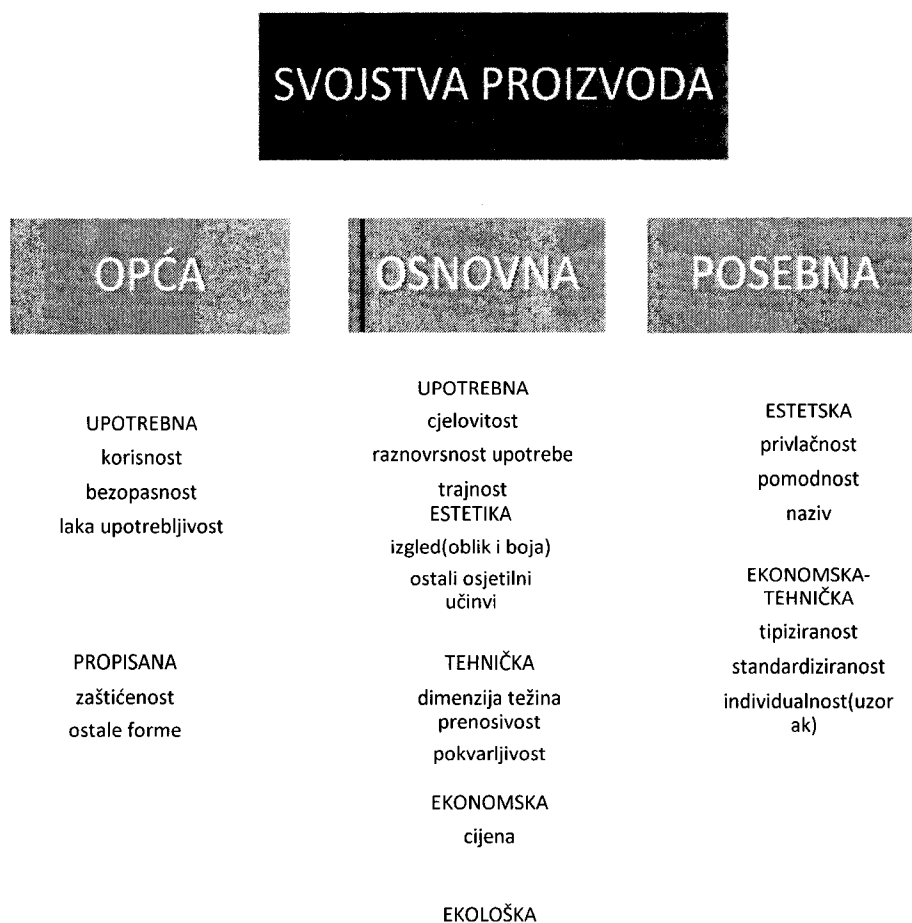 SVOJSTVA PROIZVODA
OPĆA
UPOTREBNA
korisnost
bezopasnost
laka upotrebljivost
PROPISANA
zaštićenost
ostale forme
OSNOVNA
UPOTREBNA
cjelovitost
raznovrsnost upotrebe
trajnost
ESTETIKA
izgled(oblik i boja)
ostali osjetilni
učinvi
TEHNIČKA
dimenzija težina
prenosivost
pokvarljivost
EKONOMSKA
cijena
EKOLOŠKA
POSEBNA
ESTETSKA
privlačnost
pomodnost
naziv
EKONOMSKA-
TEHNIČKA
tipiziranost
standardiziranost
individualnost(uzor
ak)